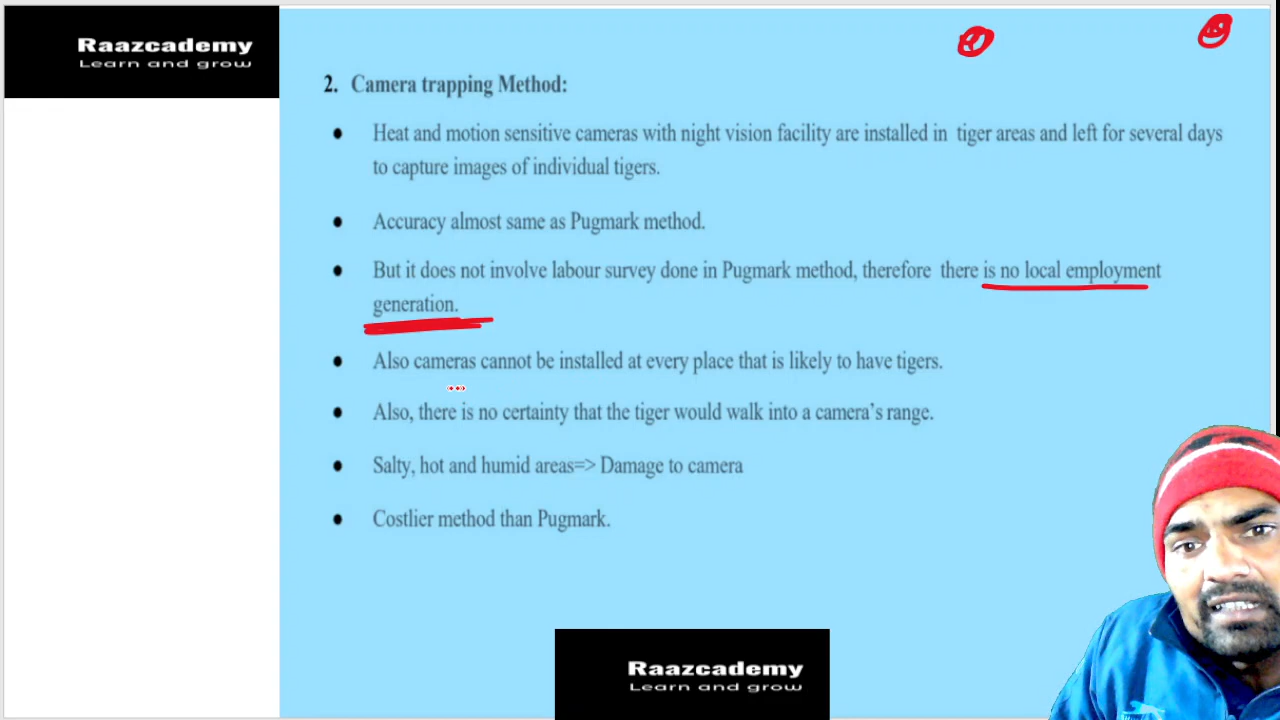 Raazcademy
Learn and grow
2. Camera trapping Method:
● Heat and motion sensitive cameras with night vision facility are installed in tiger areas and left for several days
to capture images of individual tigers.
● Accuracy almost same as Pugmark method.
● But it does not involve labour survey done in Pugmark method, therefore there is no local employment
generation.
● Also cameras cannot be installed at every place that is likely to have tigers.
● Also, there is no certainty that the tiger would walk into a camera’s range.
● Salty, hot and humid areas=> Damage to camera
● Costlier method than Pugmark.
Raazcademy
Learn and grow